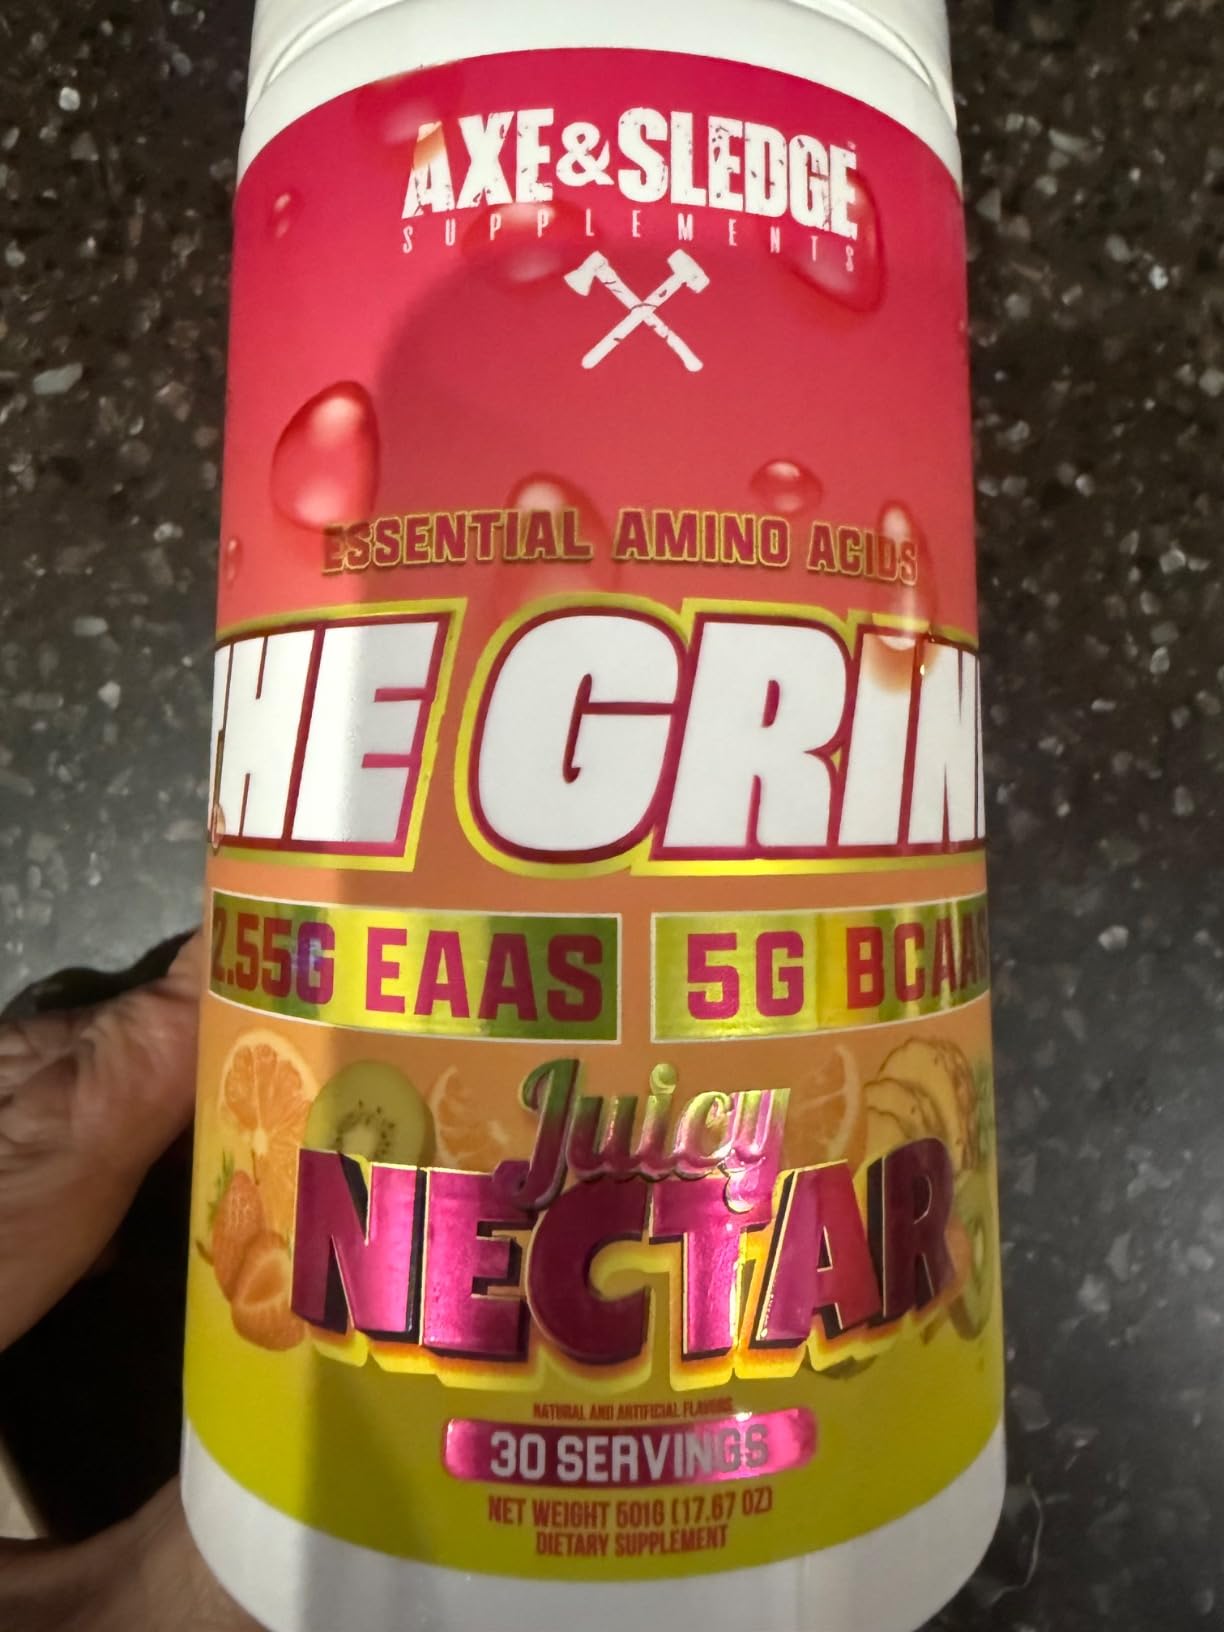 AXE & SLEDGE
SUPPLEMENTS
ESSENTIAL AMINO ACIDS
THE GRIN
2.55G EAAS 5G BCAAS
Juicy
NECTAR
NATURAL AND ARTIFICIAL FLAVORS
30 SERVINGS
NET WEIGHT 501G (17.67 OZ)
DIETARY SUPPLEMENT